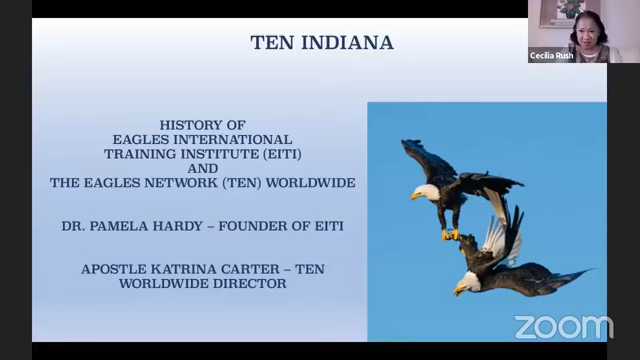 TEN INDIANA
Cecilia Rush
HISTORY OF
EAGLES INTERNATIONAL
TRAINING INSTITUTE (EITI)
AND
THE EAGLES NETWORK (TEN) WORLDWIDE
DR. PAMELA HARDY – FOUNDER OF EITI
APOSTLE KATRINA CARTER – TEN
WORLDWIDE DIRECTOR
zoom